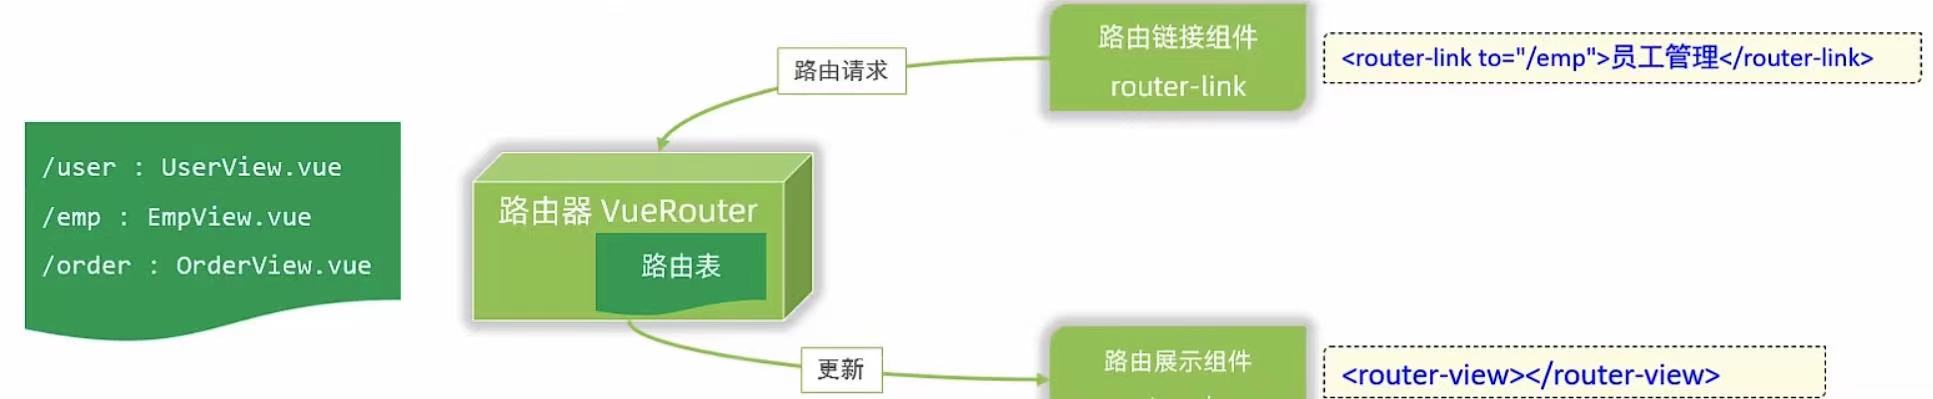 路由链接组件
router-link
<router-link to="/emp">员工管理</router-link>
路由请求
/user : UserView.vue
/emp : EmpView.vue
/order : OrderView.vue
路由器 VueRouter
路由表
更新
路由展示组件
<router-view></router-view>